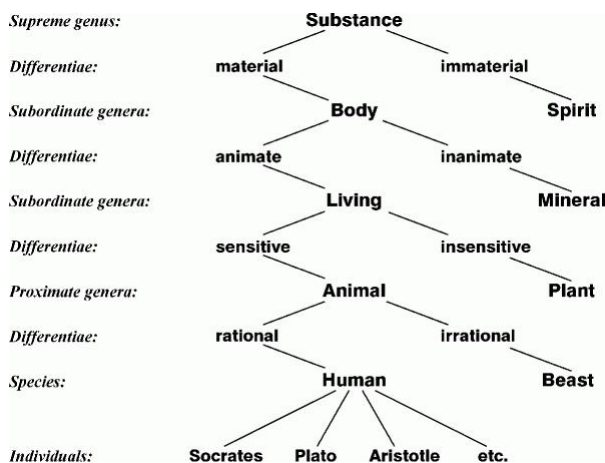 Supreme genus: Substance
Differentiae: material immaterial
Subordinate genera: Body Spirit
Differentiae: animate inanimate
Subordinate genera: Living Mineral
Differentiae: sensitive insensitive
Proximate genera: Animal Plant
Differentiae: rational irrational
Species: Human Beast
Individuals: Socrates Plato Aristotle etc.